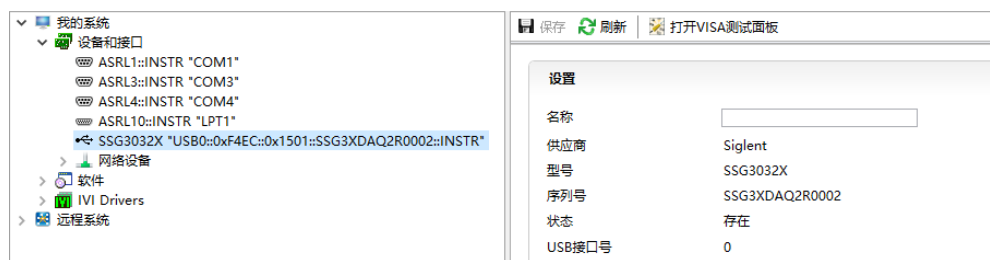 我的系统
设备和接口
ASRL1::INSTR "COM1"
ASRL3::INSTR "COM3"
ASRL4::INSTR "COM4"
ASRL10::INSTR "LPT1"
SSG3032X "USB0::0xF4EC::0x1501::SSG3XDAQ2R0002::INSTR"
网络设备
软件
IVI Drivers
远程系统
保存 刷新 打开VISA测试面板
设置
名称
供应商 Siglent
型号 SSG3032X
序列号 SSG3XDAQ2R0002
状态 存在
USB接口号 0